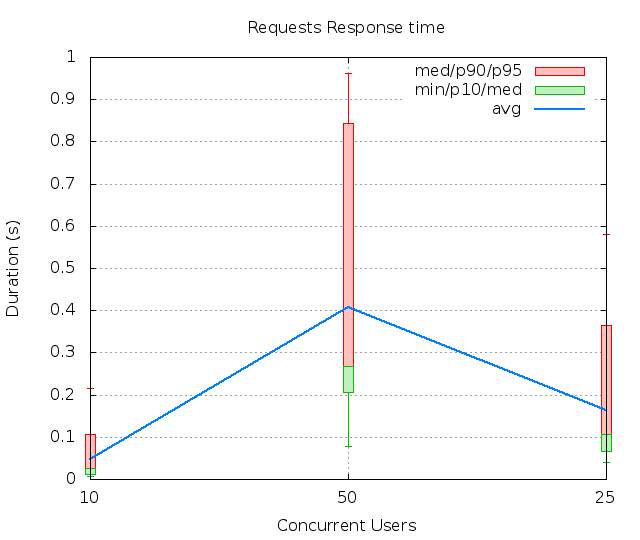 Requests Response time
1
0.9
0.8
0.7
0.6
0.5
0.4
0.3
0.2
0.1
0
Duration (s)
med/p90/p95
min/p10/med
avg
10 50 25
Concurrent Users